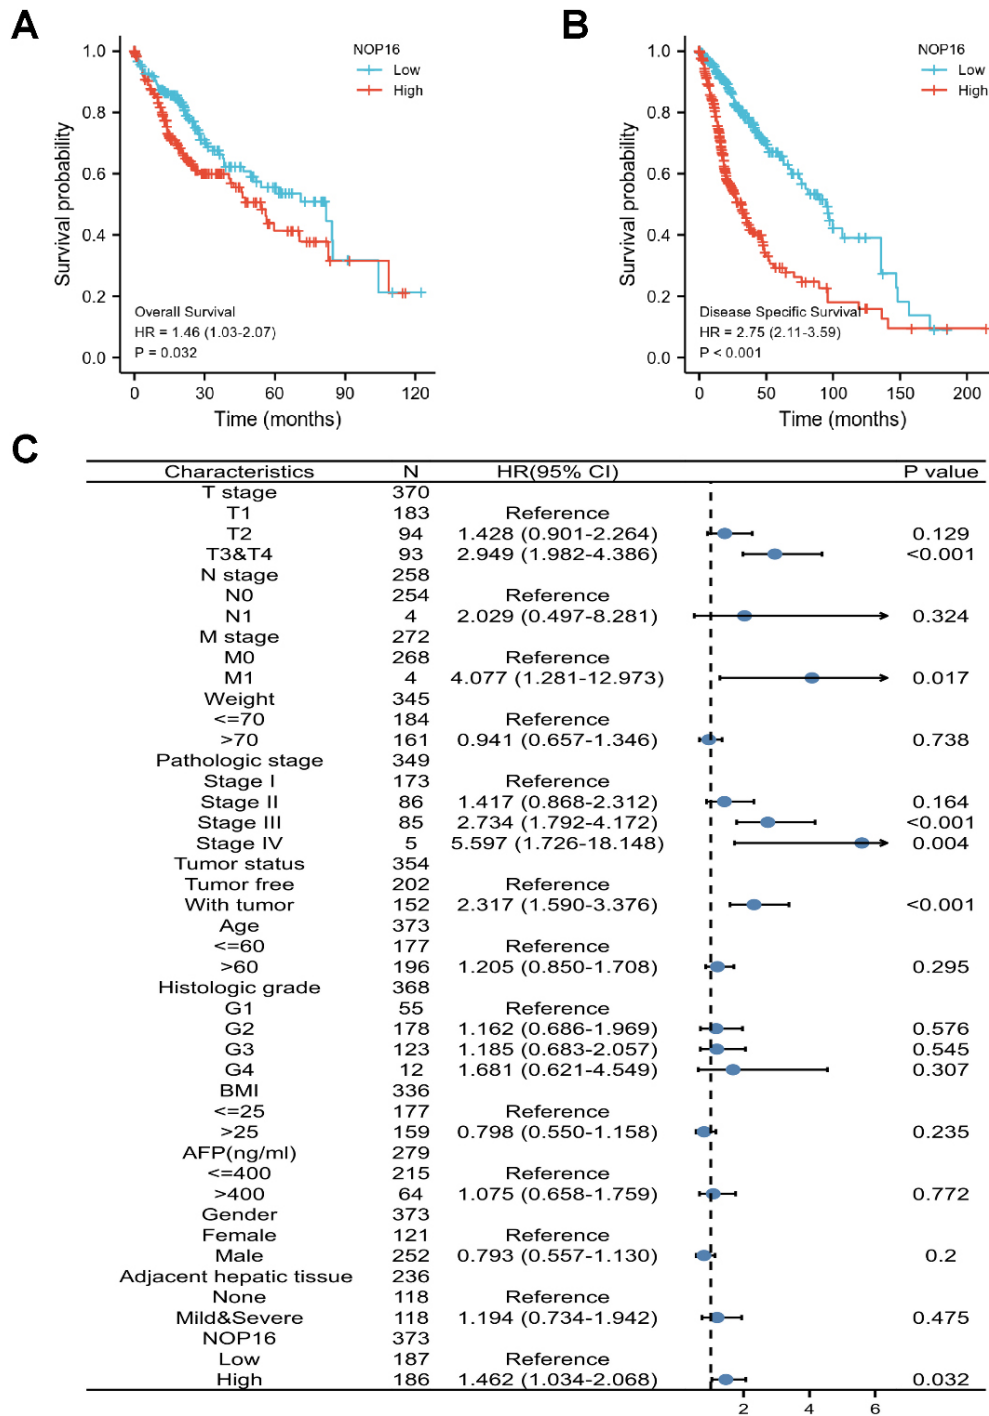 A
NOP16
Low
High
1.0
0.8
0.6
0.4
0.2
0.0
Survival probability
Overall Survival
HR = 1.46 (1.03-2.07)
P = 0.032
0 30 60 90 120
Time (months)
B
NOP16
Low
High
1.0
0.8
0.6
0.4
0.2
0.0
Survival probability
Disease Specific Survival
HR = 2.75 (2.11-3.59)
P < 0.001
0 50 100 150 200
Time (months)
C
Characteristics N HR(95% CI) P value
T stage 370
T1 183 Reference
T2 94 1.428 (0.901-2.264) 0.129
T3&T4 93 2.949 (1.982-4.386) <0.001
N stage 258
N0 254 Reference
N1 4 2.029 (0.497-8.281) 0.324
M stage 272
M0 268 Reference
M1 4 4.077 (1.281-12.973) 0.017
Weight 345
<=70 184 Reference
>70 161 0.941 (0.657-1.346) 0.738
Pathologic stage 349
Stage I 173 Reference
Stage II 86 1.417 (0.868-2.312) 0.164
Stage III 85 2.734 (1.792-4.172) <0.001
Stage IV 5 5.597 (1.726-18.148) 0.004
Tumor status 354
Tumor free 202 Reference
With tumor 152 2.317 (1.590-3.376) <0.001
Age 373
<=60 177 Reference
>60 196 1.205 (0.850-1.708) 0.295
Histologic grade 368
G1 55 Reference
G2 178 1.162 (0.686-1.969) 0.576
G3 123 1.185 (0.683-2.057) 0.545
G4 12 1.681 (0.621-4.549) 0.307
BMI 336
<=25 177 Reference
>25 159 0.798 (0.550-1.158) 0.235
AFP(ng/ml) 279
<=400 215 Reference
>400 64 1.075 (0.658-1.759) 0.772
Gender 373
Female 121 Reference
Male 252 0.793 (0.557-1.130) 0.2
Adjacent hepatic tissue 236
None 118 Reference
Mild&Severe 118 1.194 (0.734-1.942) 0.475
NOP16 373
Low 187 Reference
High 186 1.462 (1.034-2.068) 0.032
2 4 6